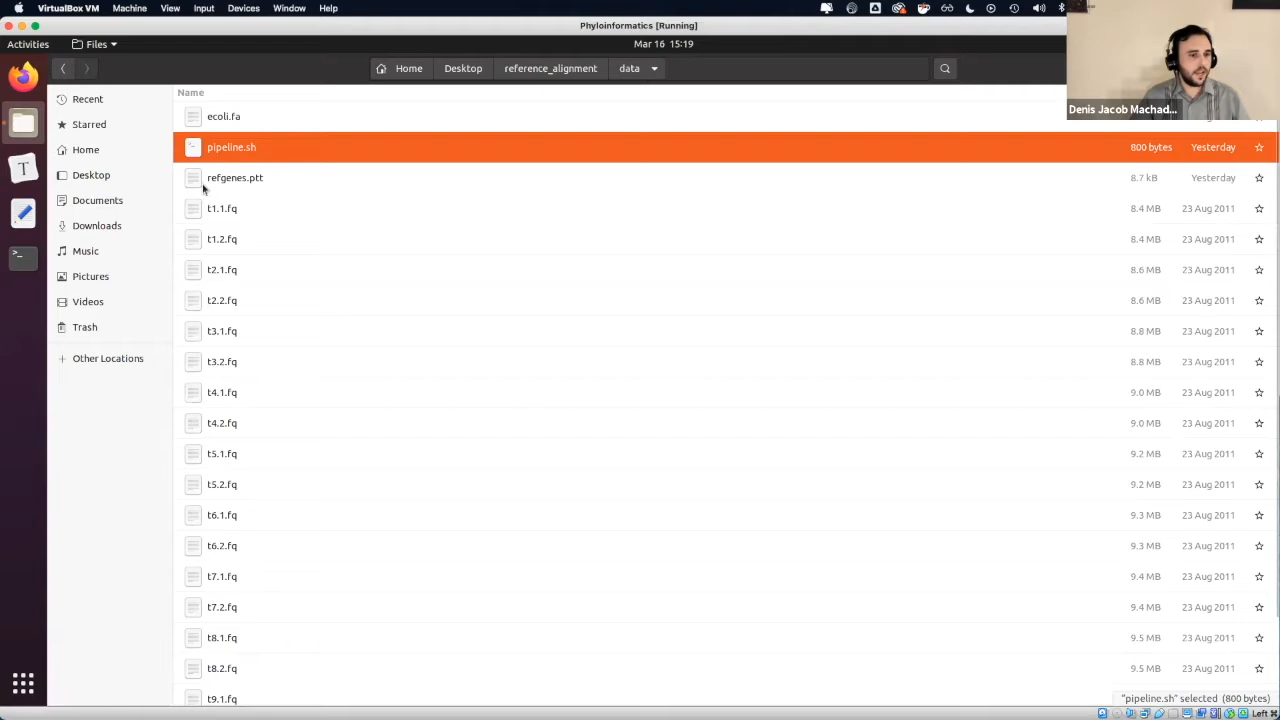 VirtualBox VM Machine View Input Devices Window Help
Phyloinformatics [Running]
Activities Files Mar 16 15:19
Home Desktop reference_alignment data
Denis Jacob Machad...
Recent
Starred
Home
Desktop
Documents
Downloads
Music
Pictures
Videos
Trash
Other Locations
Name
ecoli.fa
pipeline.sh 800 bytes Yesterday
refgenes.ptt 8.7 kB Yesterday
t1.1.fq 8.4 MB 23 Aug 2011
t1.2.fq 8.4 MB 23 Aug 2011
t2.1.fq 8.6 MB 23 Aug 2011
t2.2.fq 8.6 MB 23 Aug 2011
t3.1.fq 8.8 MB 23 Aug 2011
t3.2.fq 8.8 MB 23 Aug 2011
t4.1.fq 9.0 MB 23 Aug 2011
t4.2.fq 9.0 MB 23 Aug 2011
t5.1.fq 9.2 MB 23 Aug 2011
t5.2.fq 9.2 MB 23 Aug 2011
t6.1.fq 9.3 MB 23 Aug 2011
t6.2.fq 9.3 MB 23 Aug 2011
t7.1.fq 9.4 MB 23 Aug 2011
t7.2.fq 9.4 MB 23 Aug 2011
t8.1.fq 9.5 MB 23 Aug 2011
t8.2.fq 9.5 MB 23 Aug 2011
t9.1.fq
"pipeline.sh" selected (800 bytes)
Left ⌘